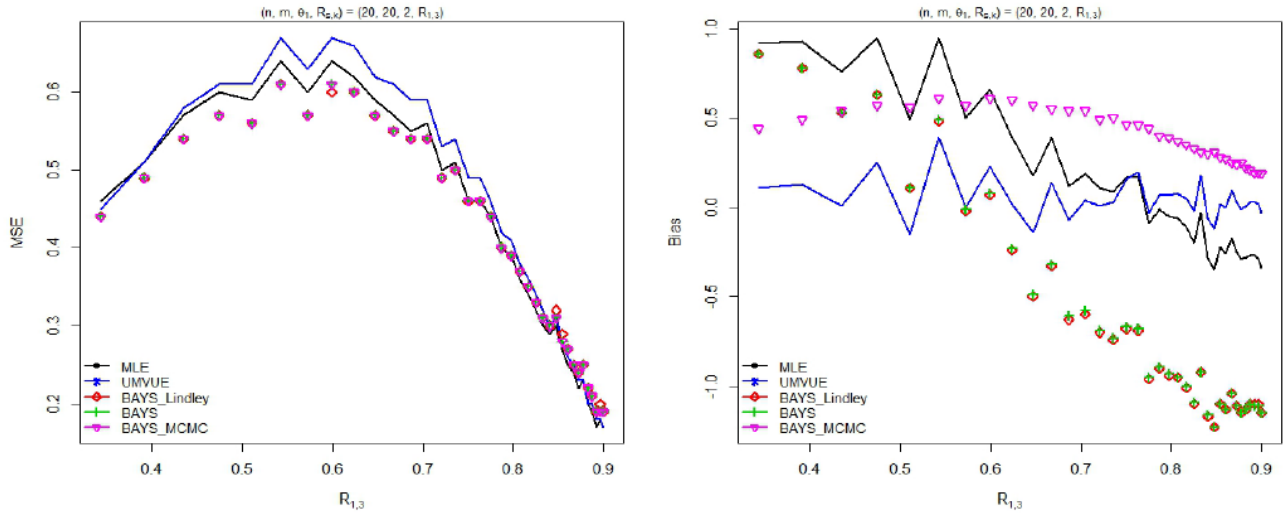 (n, m, θ₁, Rₛ,ₖ) = (20, 20, 2, R₁,₃)
MSE
0.6
0.5
0.4
0.3
0.2
MLE
UMVUE
BAYS_Lindley
BAYS
BAYS_MCMC
0.4 0.5 0.6 0.7 0.8 0.9
R₁,₃
(n, m, θ₁, Rₛ,ₖ) = (20, 20, 2, R₁,₃)
Bias
1.0
0.5
0.0
-0.5
-1.0
MLE
UMVUE
BAYS_Lindley
BAYS
BAYS_MCMC
0.4 0.5 0.6 0.7 0.8 0.9
R₁,₃